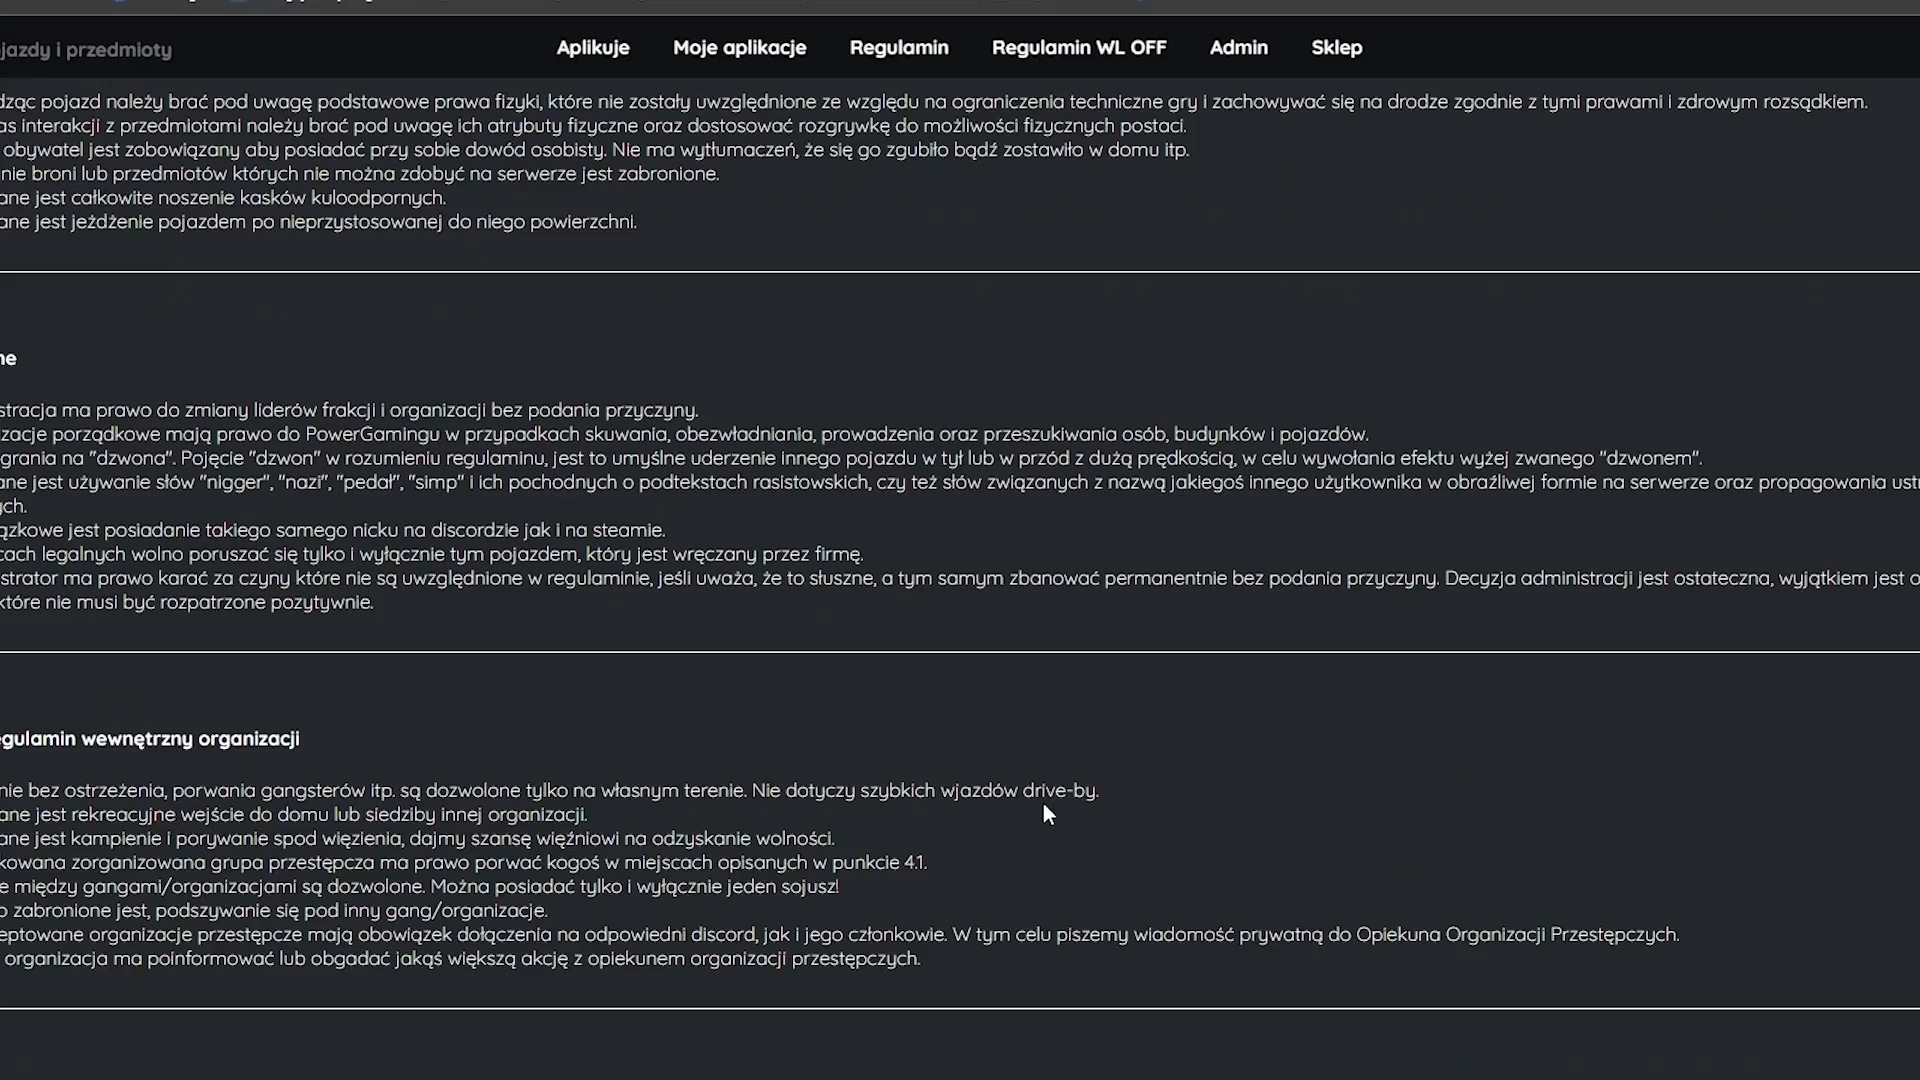 jazdy i przedmioty
Aplikuje Moje aplikacje Regulamin Regulamin WL OFF Admin Sklep
dząc pojazd należy brać pod uwagę podstawowe prawa fizyki, które nie zostały uwzględnione ze względu na ograniczenia techniczne gry i zachowywać się na drodze zgodnie z tymi prawami i zdrowym rozsądkiem.
as interakcji z przedmiotami należy brać pod uwagę ich atrybuty fizyczne oraz dostosować rozgrywkę do możliwości fizycznych postaci.
obywatel jest zobowiązany aby posiadać przy sobie dowód osobisty. Nie ma wytłumaczeń, że się go zgubiło bądź zostawiło w domu itp.
nie broni lub przedmiotów których nie można zdobyć na serwerze jest zabronione.
ane jest całkowite noszenie kasków kuloodpornych.
ane jest jeżdżenie pojazdem po nieprzystosowanej do niego powierzchni.
ne
stracja ma prawo do zmiany liderów frakcji i organizacji bez podania przyczyny.
izacje porządkowe mają prawo do PowerGamingu w przypadkach skuwania, obezwładniania, prowadzenia oraz przeszukiwania osób, budynków i pojazdów.
grania na "dzwona". Pojęcie "dzwon" w rozumieniu regulaminu, jest to umyślne uderzenie innego pojazdu w tył lub w przód z dużą prędkością, w celu wywołania efektu wyżej zwanego "dzwonem".
ane jest używanie słów "nigger", "nazi", "pedał", "simp" i ich pochodnych o podtekstach rasistowskich, czy też słów związanych z nazwą jakiegoś innego użytkownika w obraźliwej formie na serwerze oraz propagowania ust
ych.
ązkowe jest posiadanie takiego samego nicku na discordzie jak i na steamie.
cach legalnych wolno poruszać się tylko i wyłącznie tym pojazdem, który jest wręczany przez firmę.
strator ma prawo karać za czyny które nie są uwzględnione w regulaminie, jeśli uważa, że to słuszne, a tym samym zbanować permanentnie bez podania przyczyny. Decyzja administracji jest ostateczna, wyjątkiem jest o
które nie musi być rozpatrzone pozytywnie.
egulamin wewnętrzny organizacji
nie bez ostrzeżenia, porwania gangsterów itp. są dozwolone tylko na własnym terenie. Nie dotyczy szybkich wjazdów drive-by.
ane jest rekreacyjne wejście do domu lub siedziby innej organizacji.
ane jest kampienie i porywanie spod więzienia, dajmy szansę więźniowi na odzyskanie wolności.
kowana zorganizowana grupa przestępcza ma prawo porwać kogoś w miejscach opisanych w punkcie 4.1.
e między gangami/organizacjami są dozwolone. Można posiadać tylko i wyłącznie jeden sojusz!
o zabronione jest, podszywanie się pod inny gang/organizacje.
eptowane organizacje przestępcze mają obowiązek dołączenia na odpowiedni discord, jak i jego członkowie. W tym celu piszemy wiadomość prywatną do Opiekuna Organizacji Przestępczych.
organizacja ma poinformować lub obgadać jakąś większą akcję z opiekunem organizacji przestępczych.